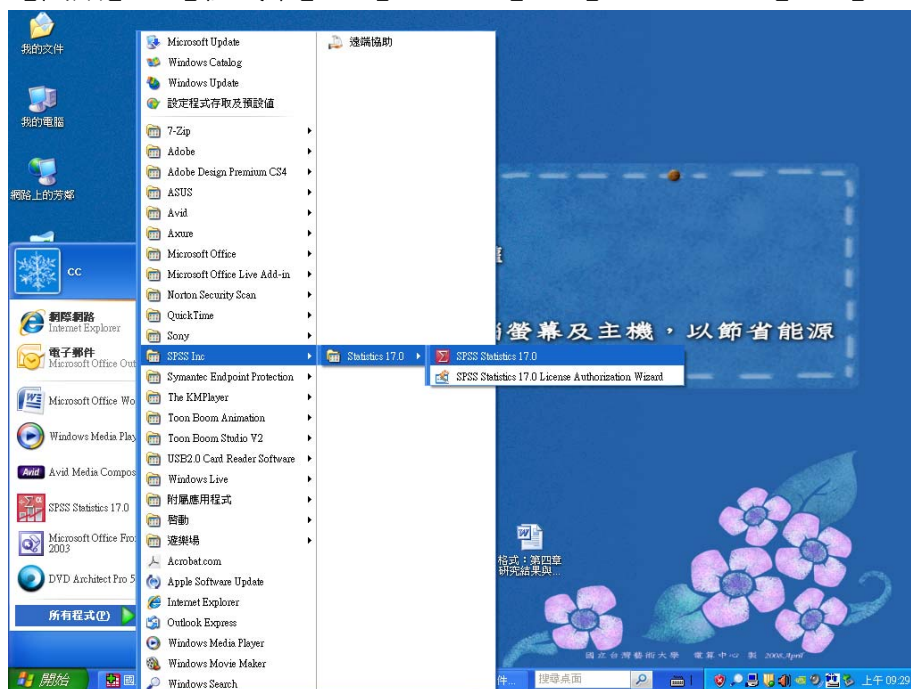 我的文件
我的電腦
網路上的芳鄰
Microsoft Update
Windows Catalog
Windows Update
設定程式存取及預設值
7-Zip
Adobe
Adobe Design Premium CS4
ASUS
Avid
Axure
Microsoft Office
Microsoft Office Live Add-in
Norton Security Scan
QuickTime
Sony
SPSS Inc
Symantec Endpoint Protection
The KMPlayer
Toon Boom Animation
Toon Boom Studio V2
USB2.0 Card Reader Software
Windows Live
附屬應用程式
啟動
遊樂場
Acrobat.com
Apple Software Update
Internet Explorer
Outlook Express
Windows Media Player
Windows Movie Maker
Windows Search
遠端協助
Statistics 17.0
SPSS Statistics 17.0
SPSS Statistics 17.0 License Authorization Wizard
cc
網際網路
Internet Explorer
電子郵件
Microsoft Office Out
Microsoft Office Wo
Windows Media Play
Avid Avid Media Compos
SPSS Statistics 17.0
Microsoft Office Fro
2003
DVD Architect Pro 5
所有程式(P)
螢幕及主機，以節省能源
格式：第四章
研究結果與...
國立台灣藝術大學 電算中心 製 2008.April
開始
國
件...
搜尋桌面
上午 09:29